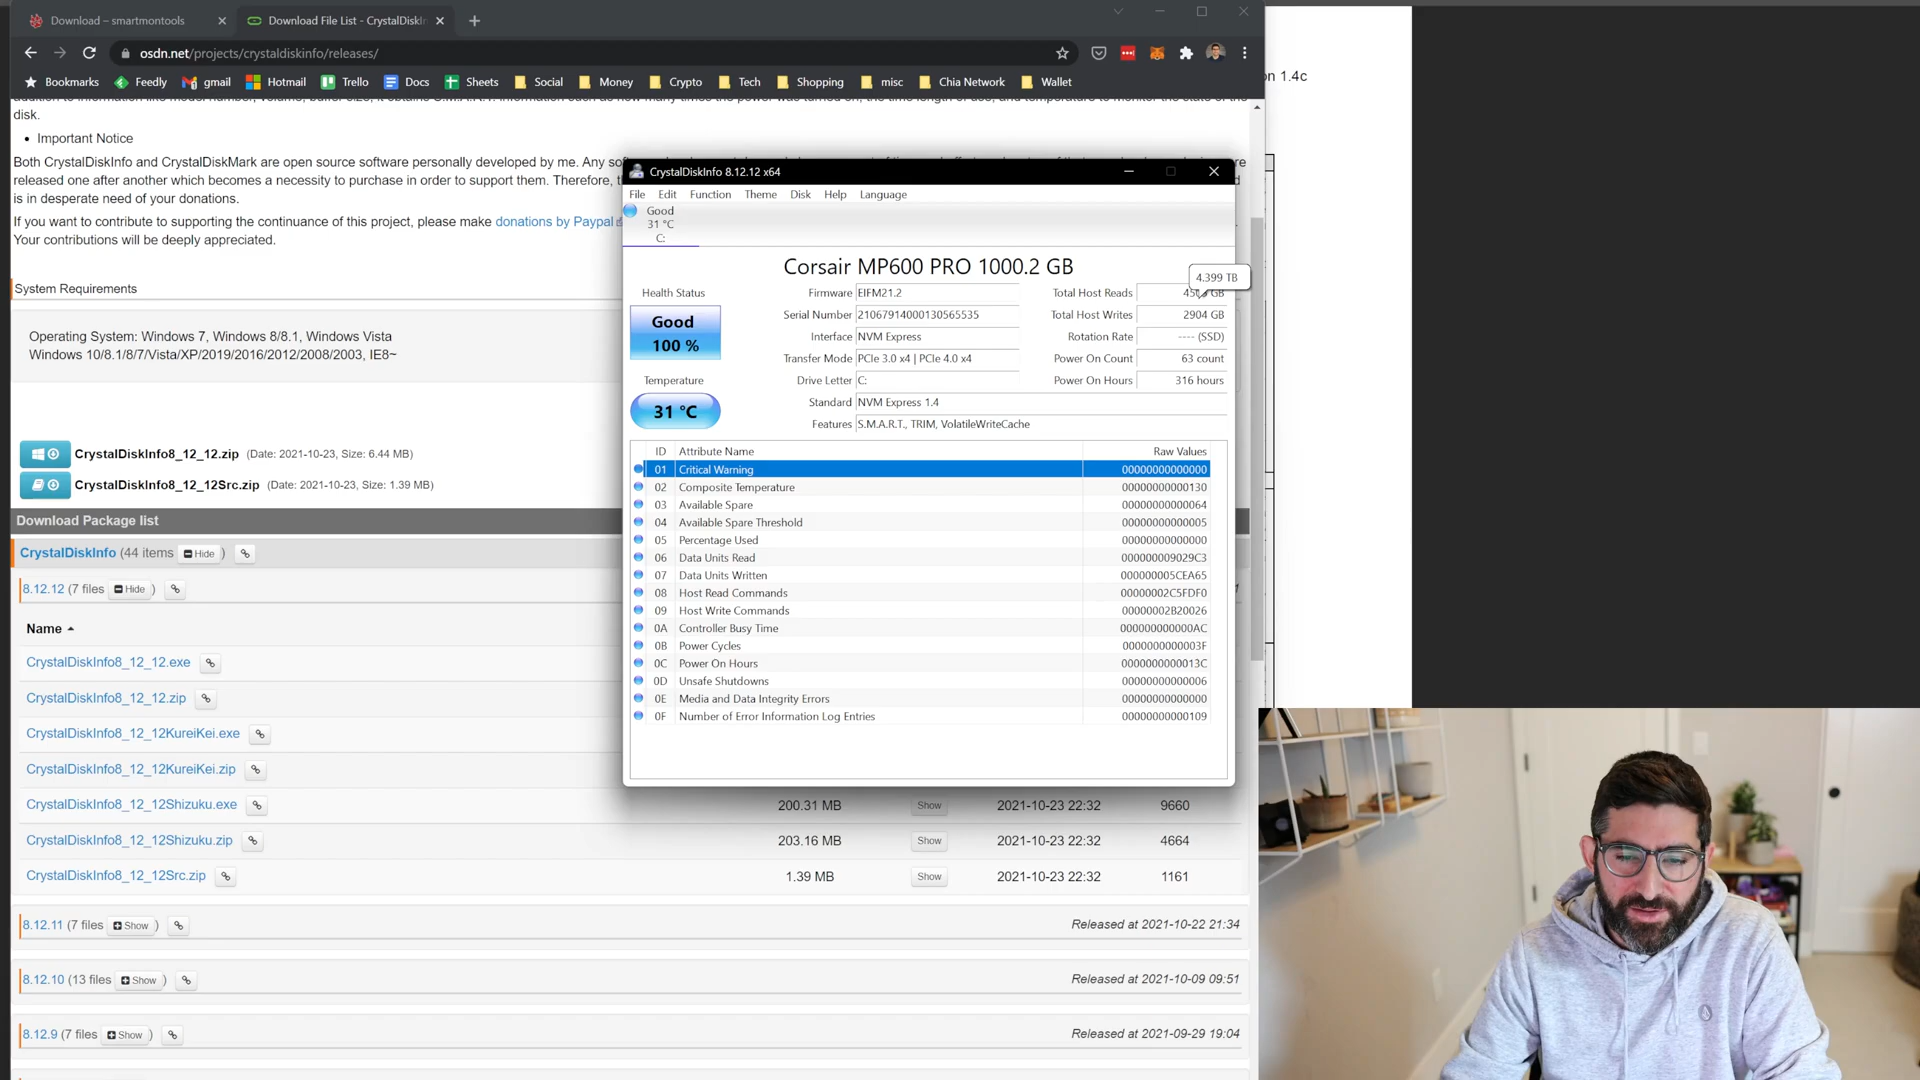 Download – smartmontools
Download File List - CrystalDiskIn
osdn.net/projects/crystaldiskinfo/releases/
Bookmarks Feedly gmail Hotmail Trello Docs Sheets Social Money Crypto Tech Shopping misc Chia Network Wallet
on 1.4c
disk.
• Important Notice
Both CrystalDiskInfo and CrystalDiskMark are open source software personally developed by me. Any
released one after another which becomes a necessity to purchase in order to support them. Therefore,
is in desperate need of your donations.
If you want to contribute to supporting the continuance of this project, please make donations by Paypal
Your contributions will be deeply appreciated.
System Requirements
Operating System: Windows 7, Windows 8/8.1, Windows Vista
Windows 10/8.1/8/7/Vista/XP/2019/2016/2012/2008/2003, IE8~
CrystalDiskInfo8_12_12.zip (Date: 2021-10-23, Size: 6.44 MB)
CrystalDiskInfo8_12_12Src.zip (Date: 2021-10-23, Size: 1.39 MB)
Download Package list
CrystalDiskInfo (44 items Hide )
8.12.12 (7 files Hide )
Name
CrystalDiskInfo8_12_12.exe
CrystalDiskInfo8_12_12.zip
CrystalDiskInfo8_12_12KureiKei.exe
CrystalDiskInfo8_12_12KureiKei.zip
CrystalDiskInfo8_12_12Shizuku.exe 200.31 MB Show 2021-10-23 22:32 9660
CrystalDiskInfo8_12_12Shizuku.zip 203.16 MB Show 2021-10-23 22:32 4664
CrystalDiskInfo8_12_12Src.zip 1.39 MB Show 2021-10-23 22:32 1161
8.12.11 (7 files Show ) Released at 2021-10-22 21:34
8.12.10 (13 files Show ) Released at 2021-10-09 09:51
8.12.9 (7 files Show ) Released at 2021-09-29 19:04
CrystalDiskInfo 8.12.12 x64
File Edit Function Theme Disk Help Language
Good
31 °C
C:
Corsair MP600 PRO 1000.2 GB
4.399 TB
Health Status
Good
100 %
Temperature
31 °C
Firmware EIFM21.2
Serial Number 21067914000130565535
Interface NVM Express
Transfer Mode PCIe 3.0 x4 | PCIe 4.0 x4
Drive Letter C:
Standard NVM Express 1.4
Features S.M.A.R.T., TRIM, VolatileWriteCache
Total Host Reads GB
Total Host Writes 2904 GB
Rotation Rate ---- (SSD)
Power On Count 63 count
Power On Hours 316 hours
ID Attribute Name Raw Values
01 Critical Warning 00000000000000
02 Composite Temperature 00000000000130
03 Available Spare 00000000000064
04 Available Spare Threshold 00000000000005
05 Percentage Used 00000000000000
06 Data Units Read 000000009029C3
07 Data Units Written 000000005CEA65
08 Host Read Commands 00000002C5FDF0
09 Host Write Commands 00000002B20026
0A Controller Busy Time 000000000000AC
0B Power Cycles 0000000000003F
0C Power On Hours 0000000000013C
0D Unsafe Shutdowns 00000000000006
0E Media and Data Integrity Errors 00000000000000
0F Number of Error Information Log Entries 00000000000109